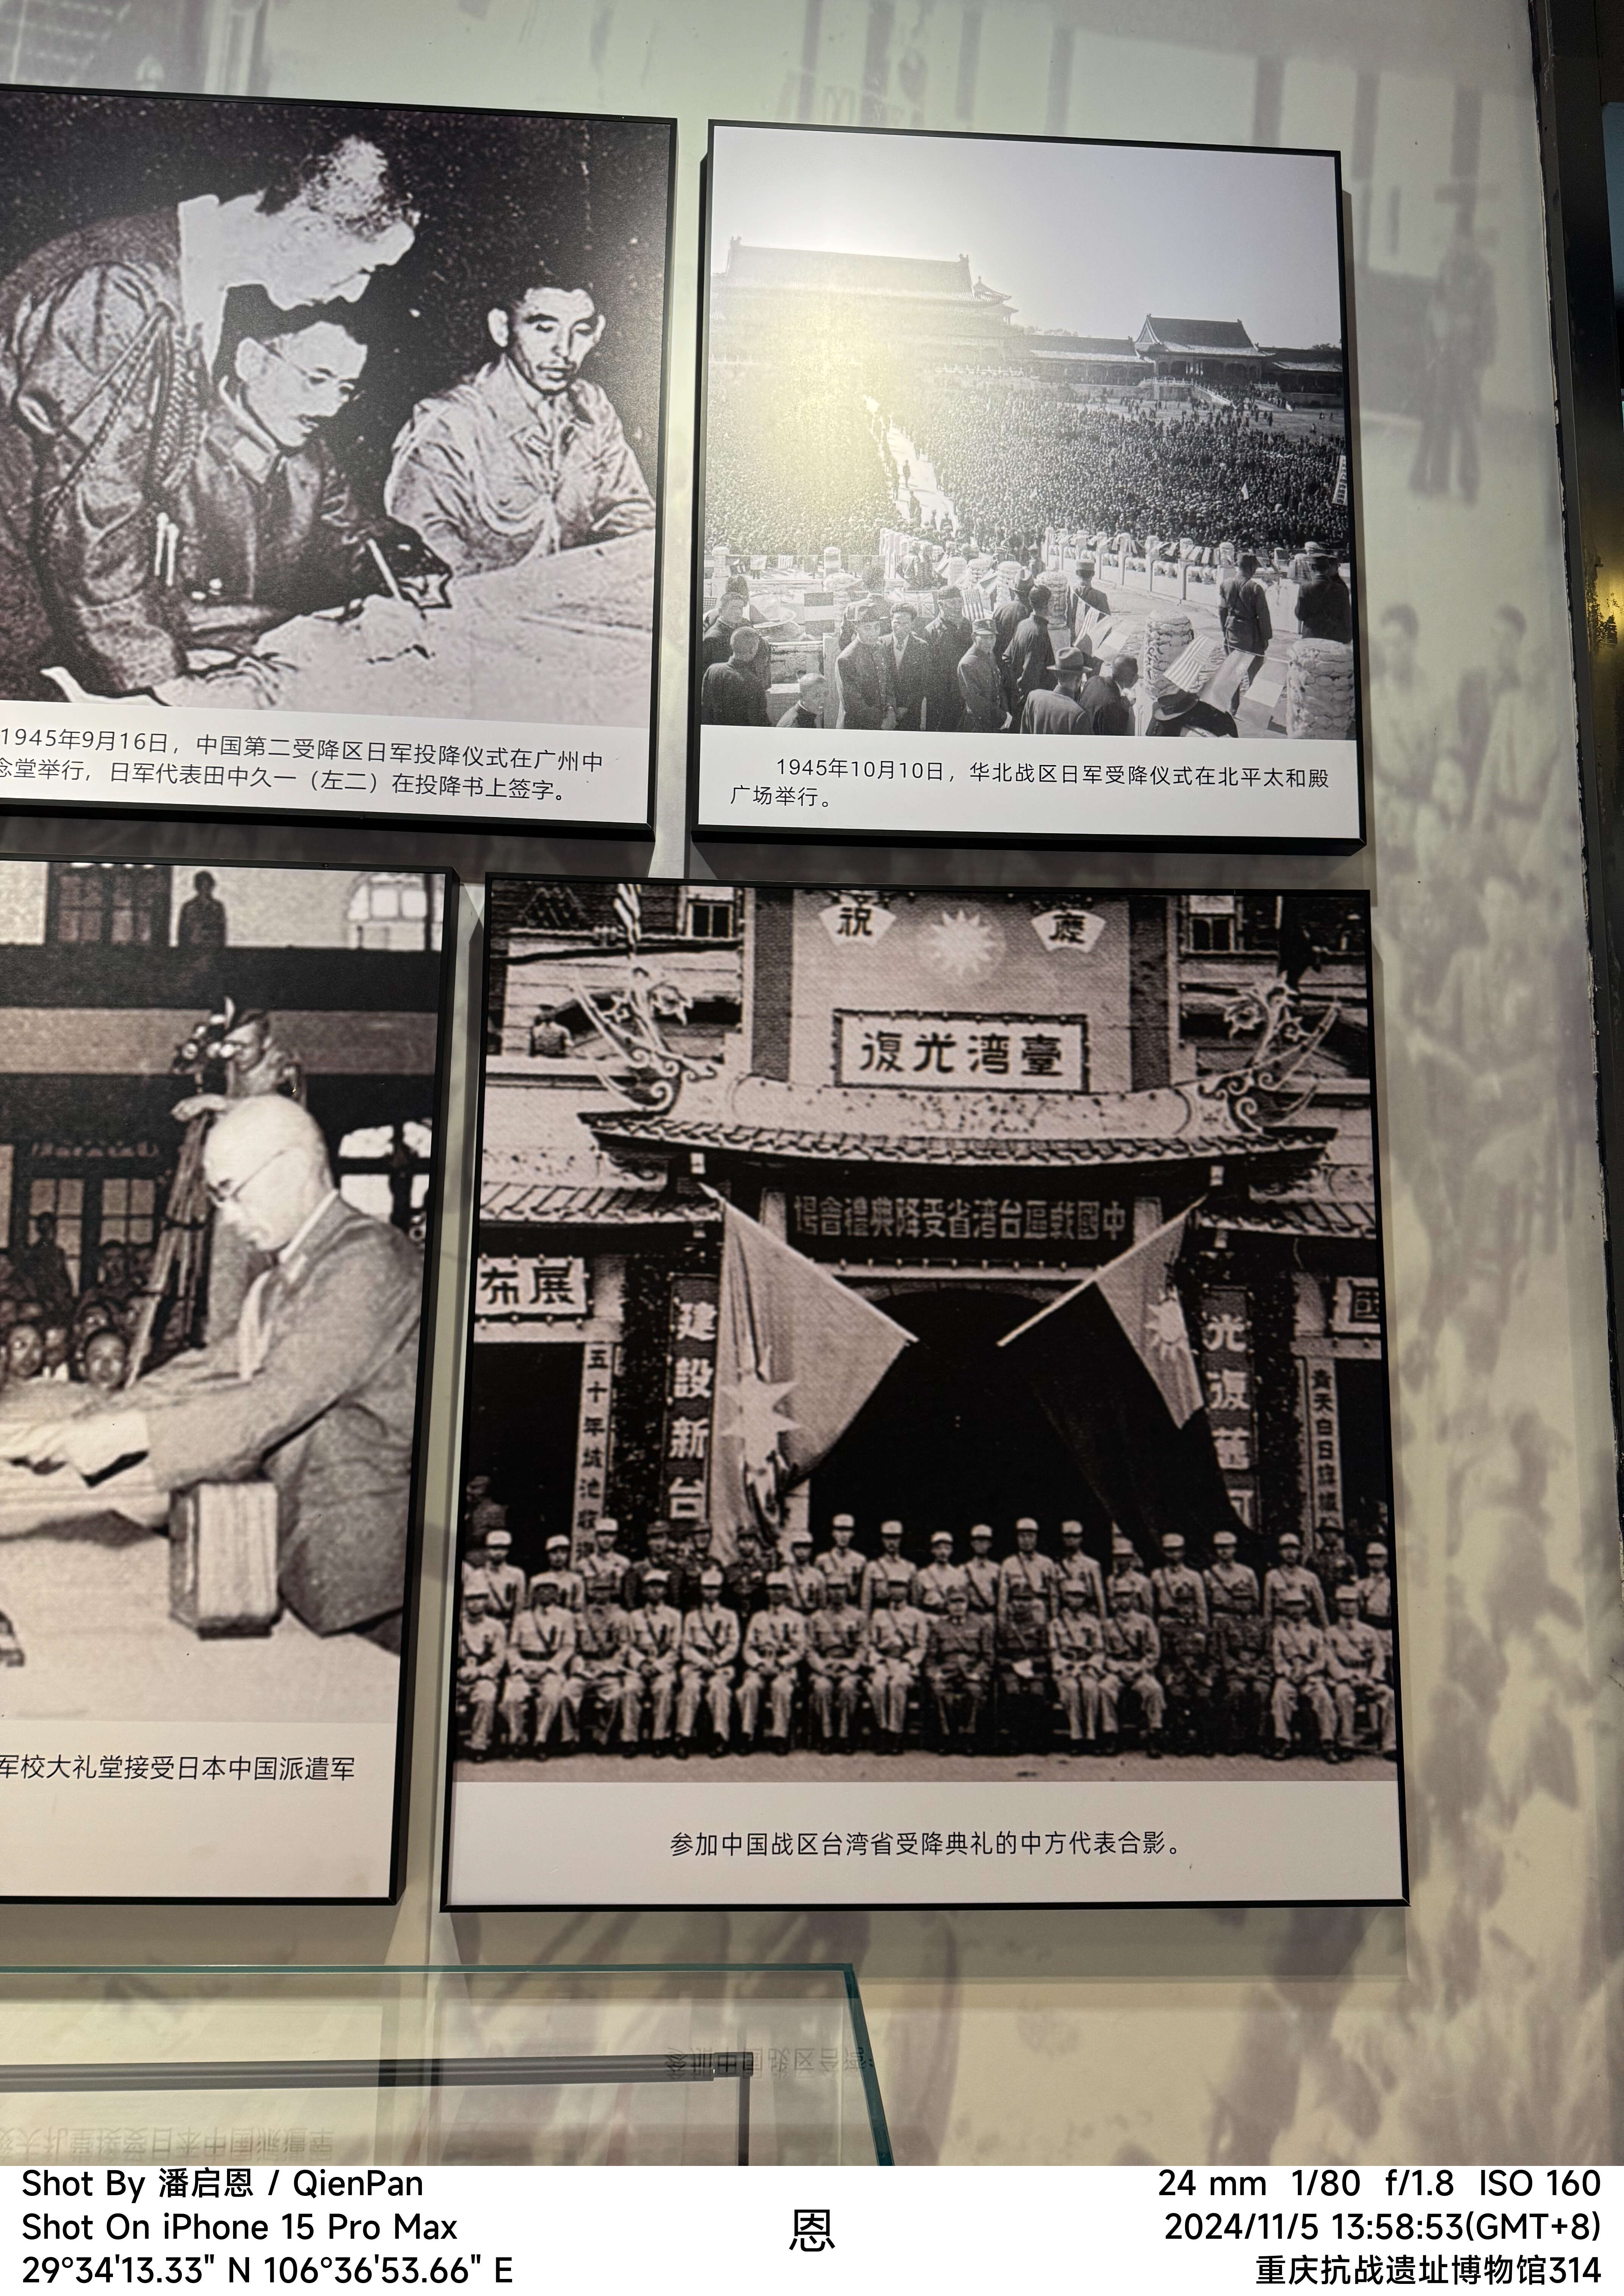 1945年9月16日，中国第二受降区日军投降仪式在广州中
念堂举行，日军代表田中久一（左二）在投降书上签字。
1945年10月10日，华北战区日军受降仪式在北平太和殿
广场举行。
祝 慶
復光湾臺
場會禮典降受省湾台區戰國中
布展
國
建設新台
光復
五十年
青天白日
军校大礼堂接受日本中国派遣军
参加中国战区台湾省受降典礼的中方代表合影。
Shot By 潘启恩 / QienPan
Shot On iPhone 15 Pro Max
29°34'13.33" N 106°36'53.66" E
恩
24 mm 1/80 f/1.8 ISO 160
2024/11/5 13:58:53(GMT+8)
重庆抗战遗址博物馆314